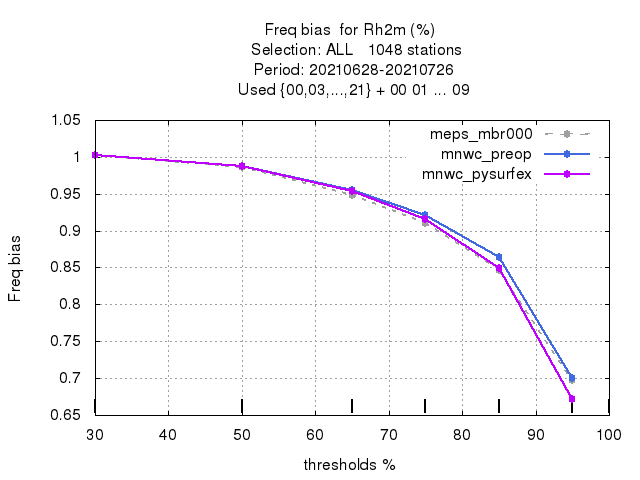 Freq bias  for Rh2m (%)
Selection: ALL   1048 stations
Period: 20210628-20210726
Used {00,03,...,21} + 00 01 ... 09
meps_mbr000
mnwc_preop
mnwc_pysurfex
1.05
1
0.95
0.9
0.85
0.8
0.75
0.7
0.65
Freq bias
30 40 50 60 70 80 90 100
thresholds %